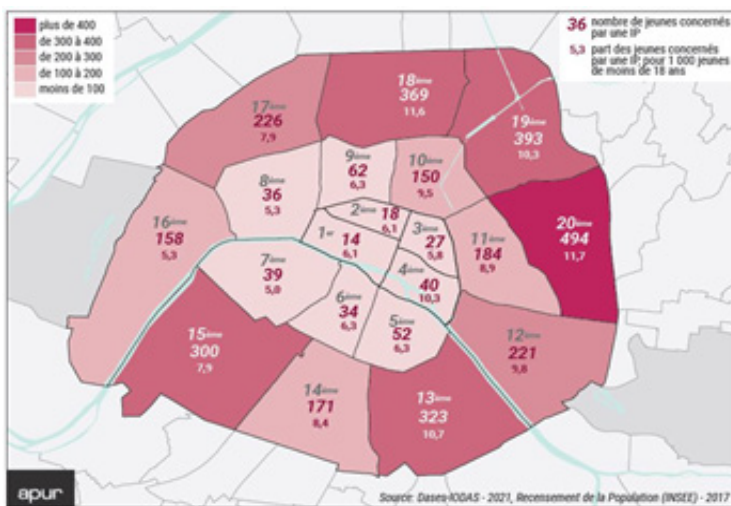 plus de 400
de 300 à 400
de 200 à 300
de 100 à 200
moins de 100
36 nombre de jeunes concernés
par une IP
5,3 part des jeunes concernés
par une IP, pour 1 000 jeunes
de moins de 18 ans
18ème
369
11,6
17ème
226
7,9
19ème
393
10,3
9ème
62
6,3
10ème
150
9,5
8ème
36
5,3
2ème 18
6,1
16ème
158
5,3
1er 14
6,1
3ème
27
5,8
11ème
184
8,9
20ème
494
11,7
7ème
39
5,0
4ème
40
10,3
6ème
34
6,3
5ème
52
6,3
15ème
300
7,9
12ème
221
9,8
14ème
171
8,4
13ème
323
10,7
apur
Source: Dases-IODAS - 2021, Recensement de la Population (INSEE) - 2017